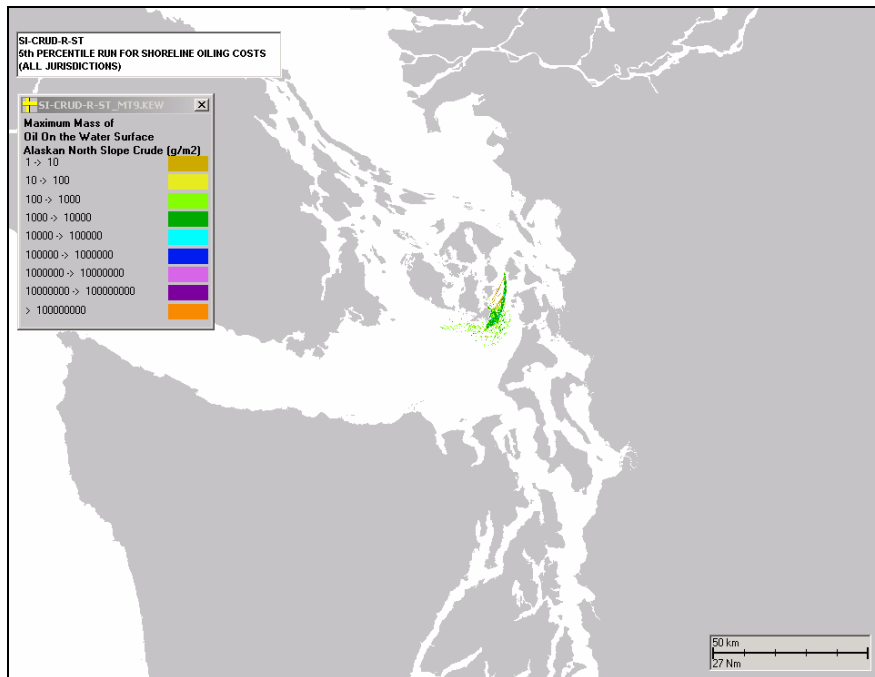 SI-CRUD-R-ST
5th PERCENTILE RUN FOR SHORELINE OILING COSTS
(ALL JURISDICTIONS)
SI-CRUD-R-ST_MT9.KEW
Maximum Mass of
Oil On the Water Surface
Alaskan North Slope Crude (g/m2)
1 -> 10
10 -> 100
100 -> 1000
1000 -> 10000
10000 -> 100000
100000 -> 1000000
1000000 -> 10000000
10000000 -> 100000000
> 100000000
50 km
27 Nm